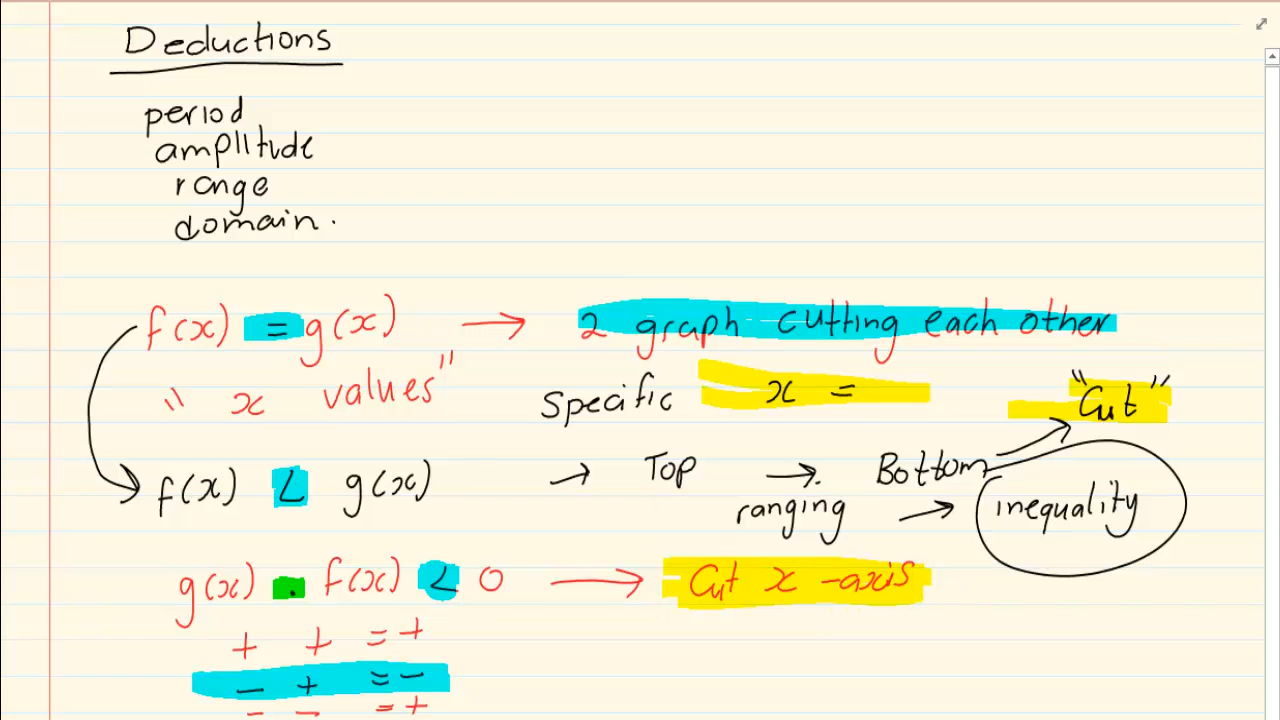 Deductions
period
amplitude
range
domain.
f(x) = g(x) → 2 graph cutting each other
" x values" specific x = "Cut"
f(x) < g(x) → Top → Bottom
ranging → inequality
g(x) . f(x) < 0 → Cut x -axis
+ + = +
- + = -
- - = +